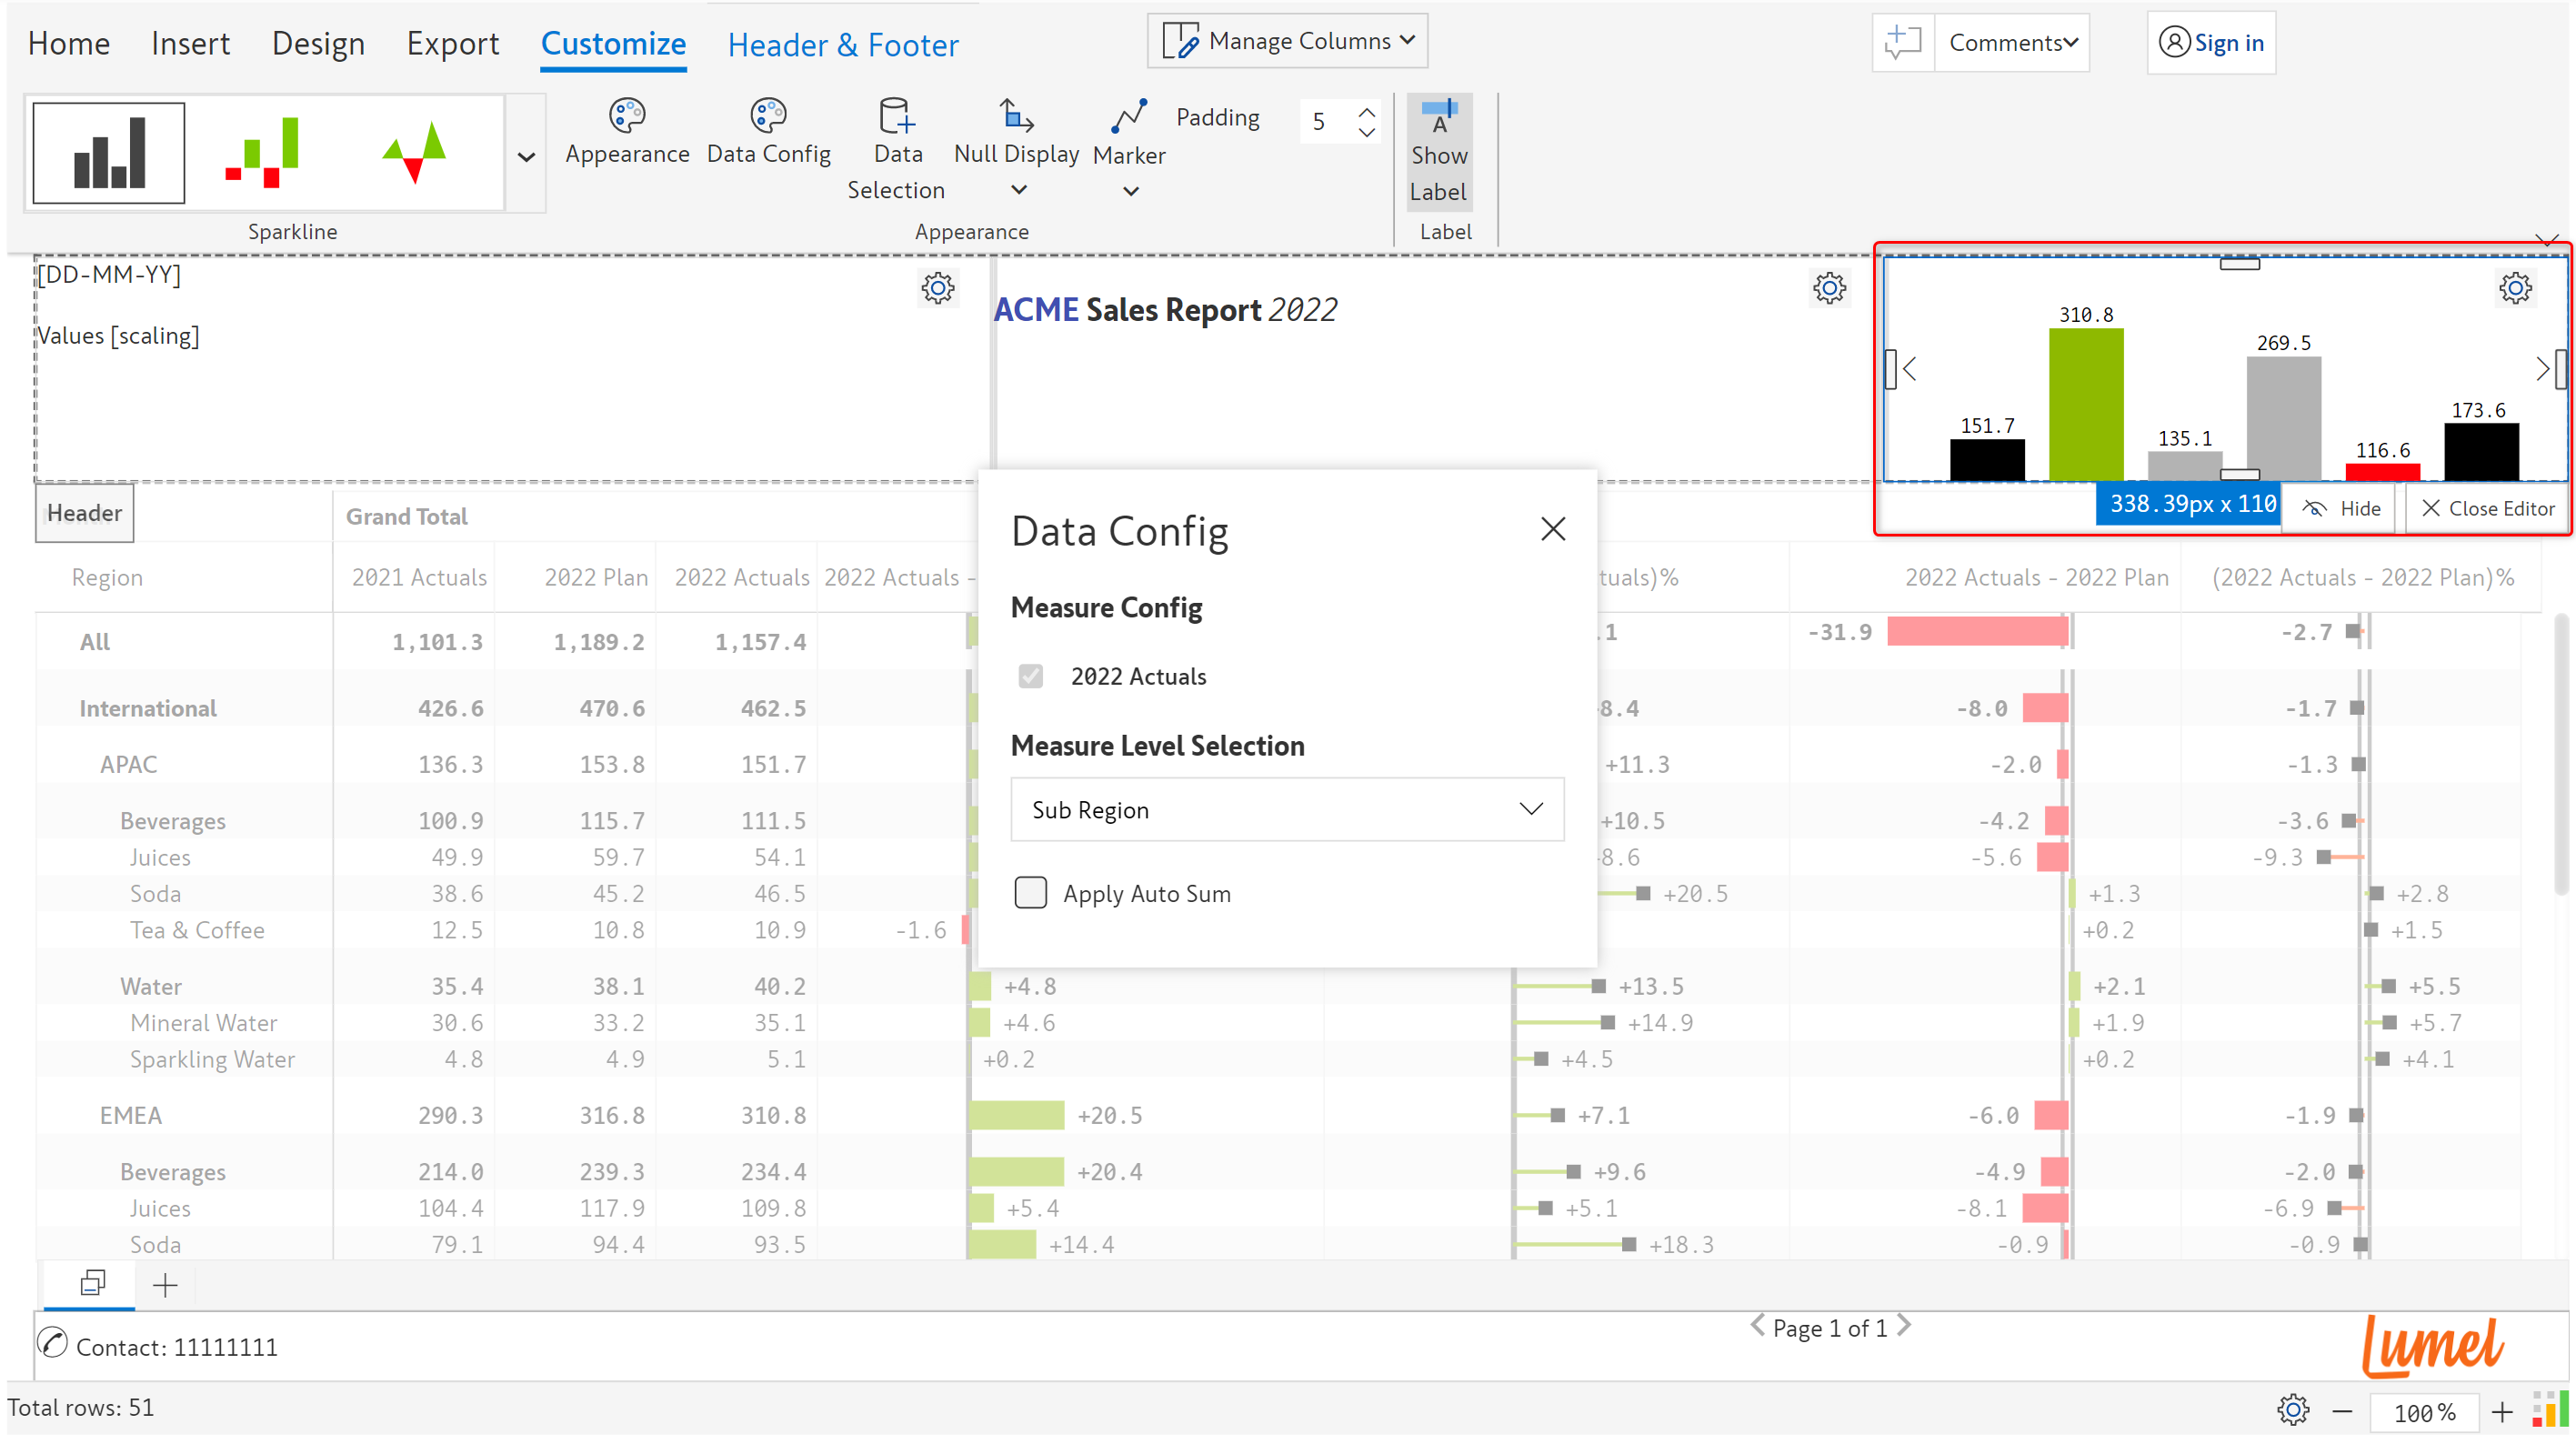 Home Insert Design Export Customize Header & Footer Manage Columns Comments Sign in
Appearance Data Config Data Selection Null Display Marker Padding 5 Show Label
Sparkline Appearance Label
[DD-MM-YY]
Values [scaling]
ACME Sales Report 2022
310.8
269.5
173.6
151.7
135.1
116.6
338.39px x 110 Hide Close Editor
Header Grand Total
Region 2021 Actuals 2022 Plan 2022 Actuals 2022 Actuals - tuals)% 2022 Actuals - 2022 Plan (2022 Actuals - 2022 Plan)%
Data Config
Measure Config
2022 Actuals
Measure Level Selection
Sub Region
Apply Auto Sum
All 1,101.3 1,189.2 1,157.4 .1 -31.9 -2.7
International 426.6 470.6 462.5 8.4 -8.0 -1.7
APAC 136.3 153.8 151.7 +11.3 -2.0 -1.3
Beverages 100.9 115.7 111.5 +10.5 -4.2 -3.6
Juices 49.9 59.7 54.1 8.6 -5.6 -9.3
Soda 38.6 45.2 46.5 +20.5 +1.3 +2.8
Tea & Coffee 12.5 10.8 10.9 -1.6 +0.2 +1.5
Water 35.4 38.1 40.2 +4.8 +13.5 +2.1 +5.5
Mineral Water 30.6 33.2 35.1 +4.6 +14.9 +1.9 +5.7
Sparkling Water 4.8 4.9 5.1 +0.2 +4.5 +0.2 +4.1
EMEA 290.3 316.8 310.8 +20.5 +7.1 -6.0 -1.9
Beverages 214.0 239.3 234.4 +20.4 +9.6 -4.9 -2.0
Juices 104.4 117.9 109.8 +5.4 +5.1 -8.1 -6.9
Soda 79.1 94.4 93.5 +14.4 +18.3 -0.9 -0.9
Contact: 11111111
Page 1 of 1
Lumel
Total rows: 51
100 %